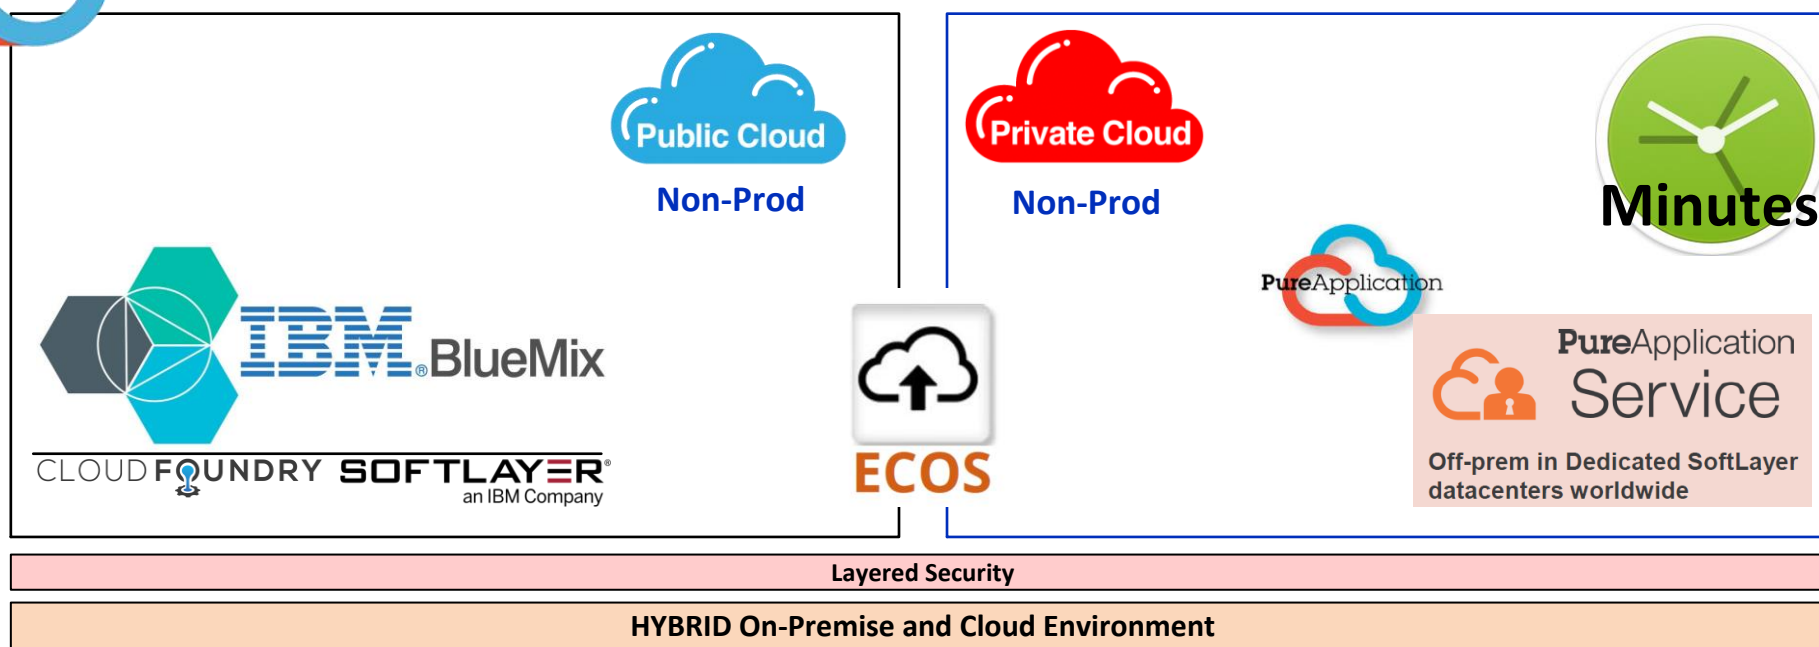 Public Cloud
Non-Prod
IBM®BlueMix
CLOUD FOUNDRY
SOFTLAYER®
an IBM Company
ECOS
Private Cloud
Non-Prod
Minutes
PureApplication
PureApplication
Service
Off-prem in Dedicated SoftLayer
datacenters worldwide
Layered Security
HYBRID On-Premise and Cloud Environment